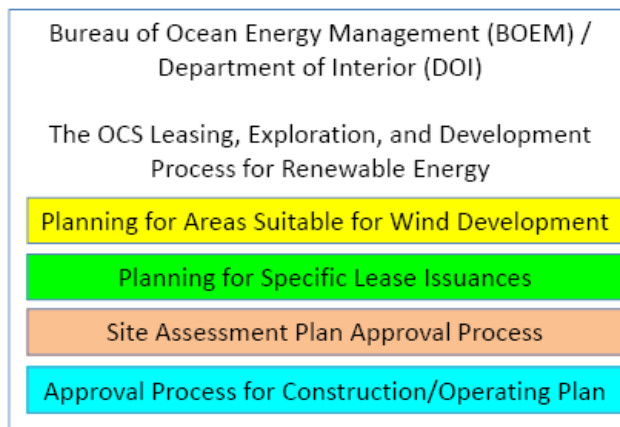 Bureau of Ocean Energy Management (BOEM) /
Department of Interior (DOI)
The OCS Leasing, Exploration, and Development
Process for Renewable Energy
Planning for Areas Suitable for Wind Development
Planning for Specific Lease Issuances
Site Assessment Plan Approval Process
Approval Process for Construction/Operating Plan